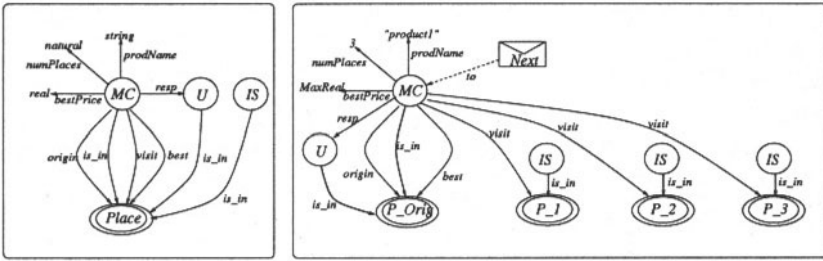 string
natural
prodName
numPlaces
real
bestPrice
MC
resp
U
IS
origin
is_in
visit
best
is_in
is_in
Place
"product1"
3
prodName
numPlaces
Next
to
MaxReal
bestPrice
MC
resp
visit
visit
visit
U
is_in
IS
IS
IS
origin
best
is_in
is_in
is_in
is_in
P_Orig
P_1
P_2
P_3